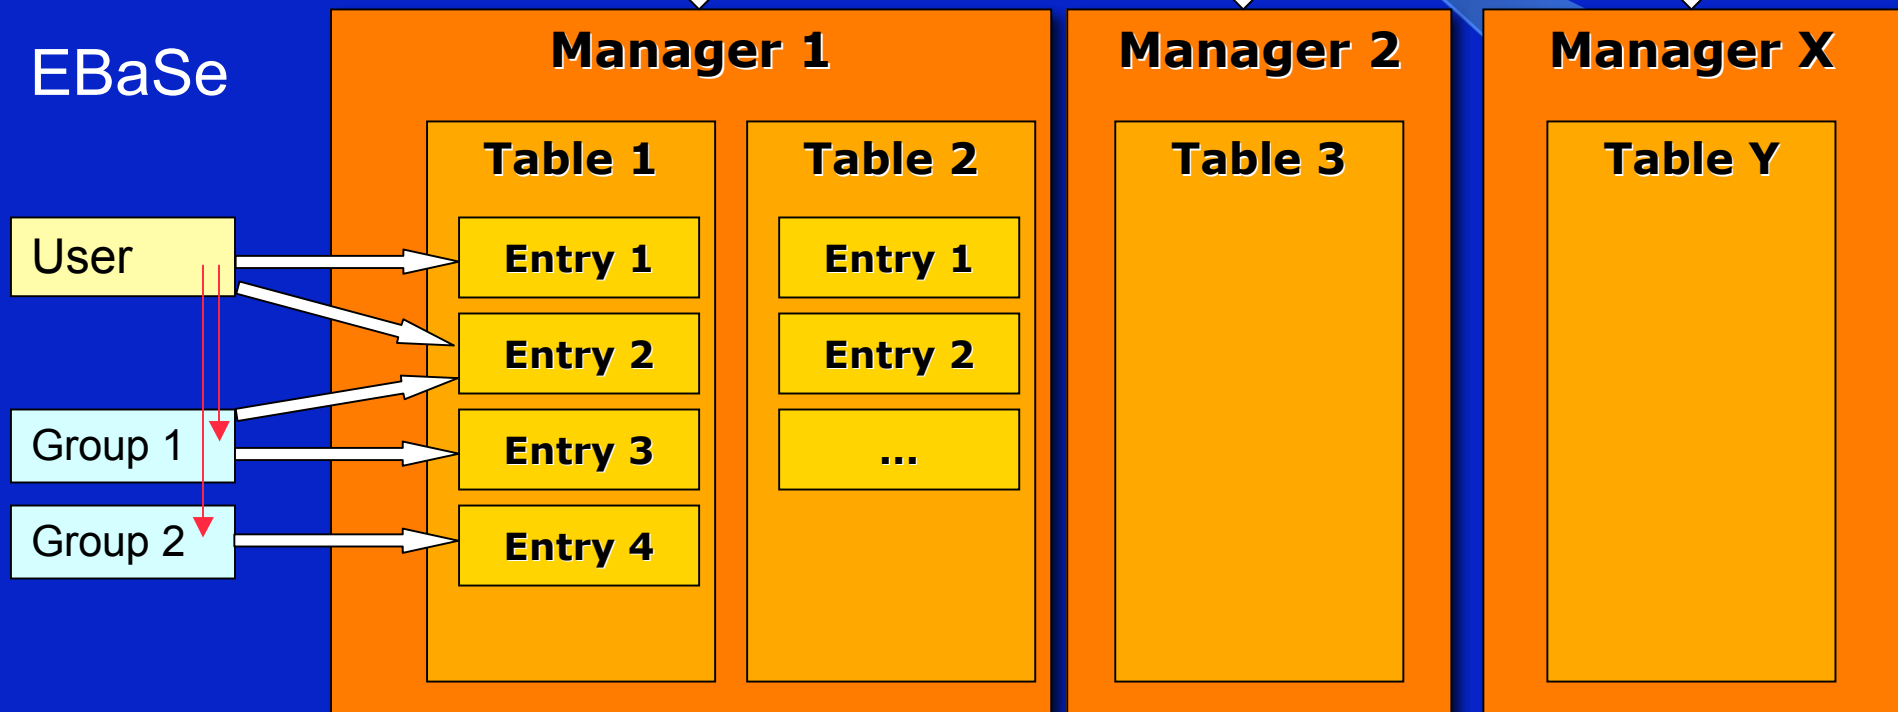 EBaSe
Manager 1
Manager 2
Manager X
Table 1
Table 2
Table 3
Table Y
User
Entry 1
Entry 1
Entry 2
Entry 2
Group 1
Entry 3
...
Group 2
Entry 4